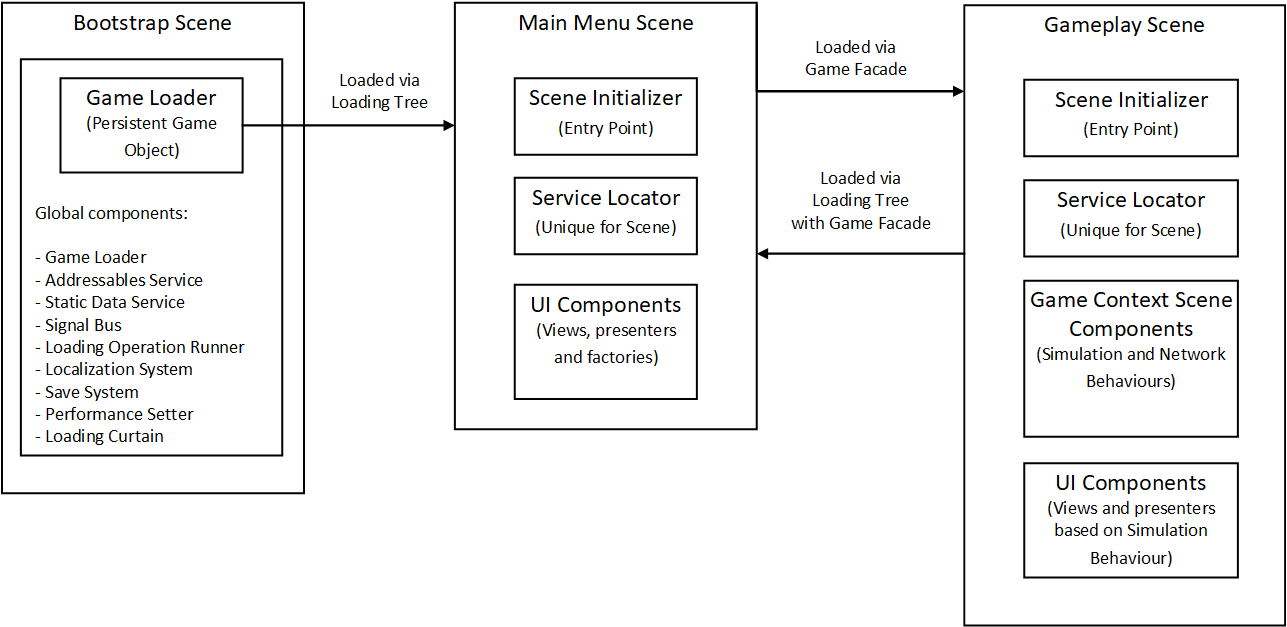 Bootstrap Scene
Game Loader
(Persistent Game
Object)
Global components:
- Game Loader
- Addressables Service
- Static Data Service
- Signal Bus
- Loading Operation Runner
- Localization System
- Save System
- Performance Setter
- Loading Curtain
Loaded via
Loading Tree
Main Menu Scene
Scene Initializer
(Entry Point)
Service Locator
(Unique for Scene)
UI Components
(Views, presenters
and factories)
Loaded via
Game Facade
Loaded via
Loading Tree
with Game Facade
Gameplay Scene
Scene Initializer
(Entry Point)
Service Locator
(Unique for Scene)
Game Context Scene
Components
(Simulation and Network
Behaviours)
UI Components
(Views and presenters
based on Simulation
Behaviour)